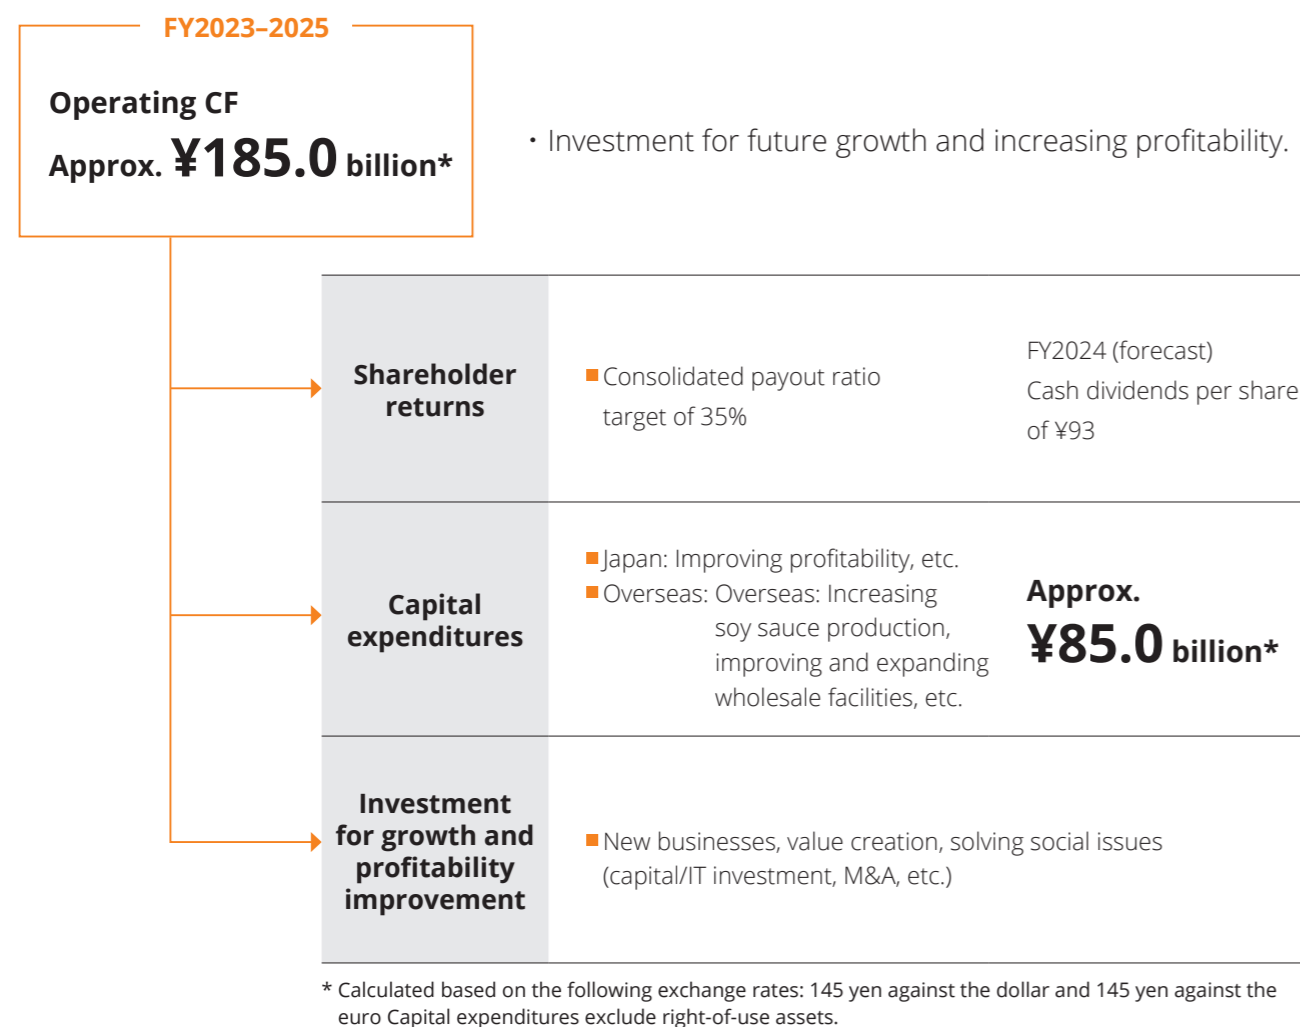 FY2023–2025
Operating CF
Approx. ¥185.0 billion*
・Investment for future growth and increasing profitability.
Shareholder
returns
■Consolidated payout ratio
target of 35%
FY2024 (forecast)
Cash dividends per share
of ¥93
Capital
expenditures
■Japan: Improving profitability, etc.
■Overseas: Overseas: Increasing
soy sauce production,
improving and expanding
wholesale facilities, etc.
Approx.
¥85.0 billion*
Investment
for growth and
profitability
improvement
■New businesses, value creation, solving social issues
(capital/IT investment, M&A, etc.)
* Calculated based on the following exchange rates: 145 yen against the dollar and 145 yen against the
euro Capital expenditures exclude right-of-use assets.